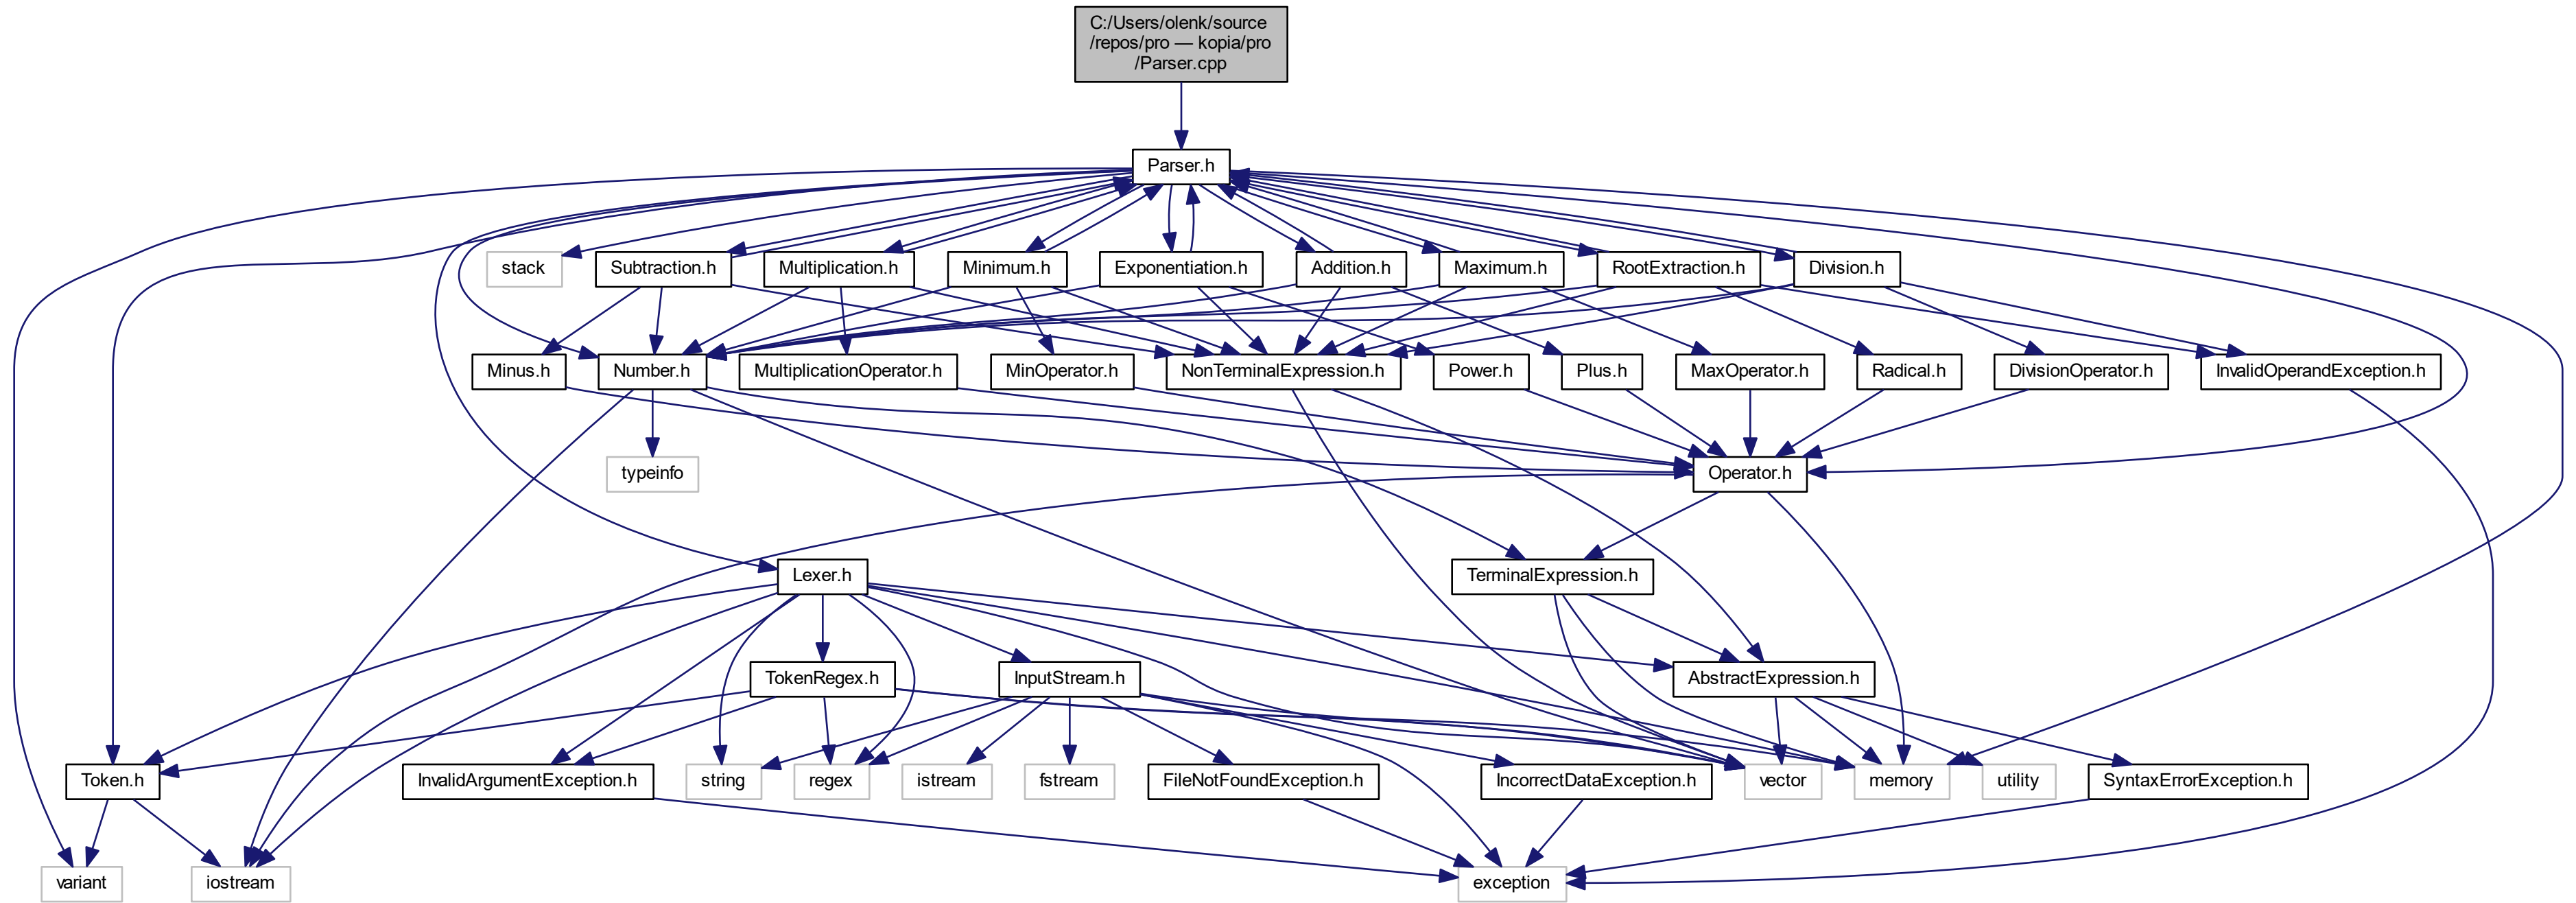 C:/Users/olenk/source
/repos/pro — kopia/pro
/Parser.cpp
Parser.h
stack
Subtraction.h
Multiplication.h
Minimum.h
Exponentiation.h
Addition.h
Maximum.h
RootExtraction.h
Division.h
Minus.h
Number.h
MultiplicationOperator.h
MinOperator.h
NonTerminalExpression.h
Power.h
Plus.h
MaxOperator.h
Radical.h
DivisionOperator.h
InvalidOperandException.h
typeinfo
Operator.h
Lexer.h
TerminalExpression.h
TokenRegex.h
InputStream.h
AbstractExpression.h
Token.h
InvalidArgumentException.h
string
regex
istream
fstream
FileNotFoundException.h
IncorrectDataException.h
vector
memory
utility
SyntaxErrorException.h
variant
iostream
exception